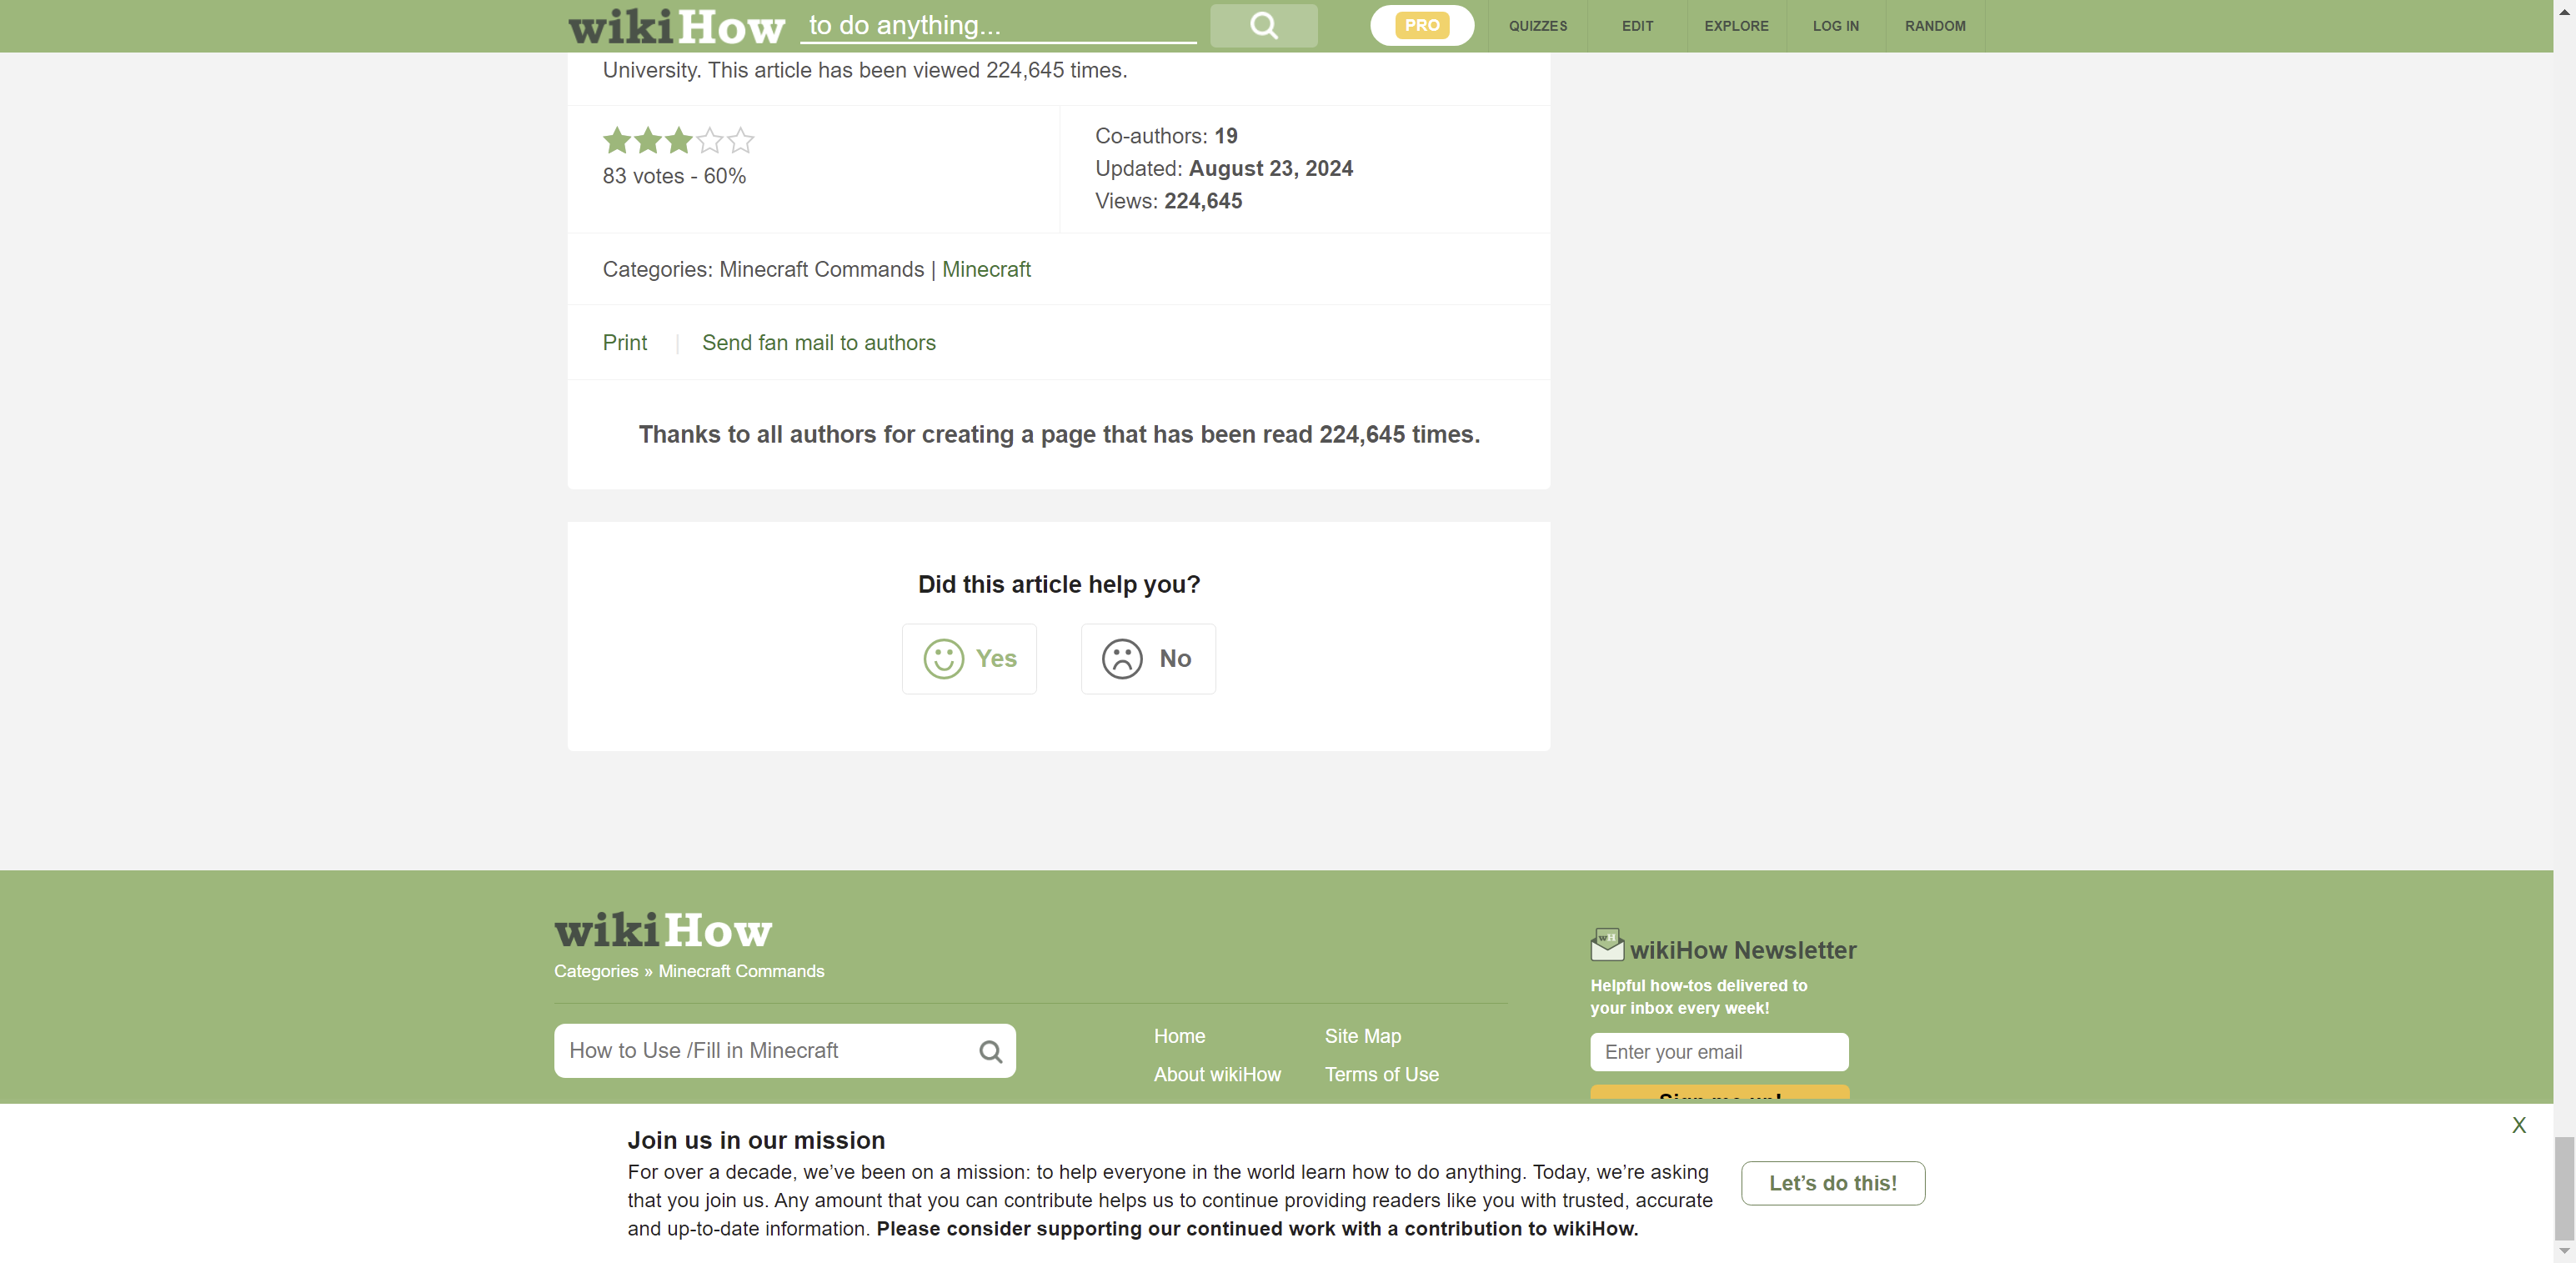 wikiHow to do anything... PRO QUIZZES EDIT EXPLORE LOG IN RANDOM
University. This article has been viewed 224,645 times.
83 votes - 60%
Co-authors: 19
Updated: August 23, 2024
Views: 224,645
Categories: Minecraft Commands | Minecraft
Print | Send fan mail to authors
Thanks to all authors for creating a page that has been read 224,645 times.
Did this article help you?
Yes No
wikiHow
Categories » Minecraft Commands
How to Use /Fill in Minecraft
Home Site Map
About wikiHow Terms of Use
wH wikiHow Newsletter
Helpful how-tos delivered to
your inbox every week!
Enter your email
Sign me up!
X
Join us in our mission
For over a decade, we’ve been on a mission: to help everyone in the world learn how to do anything. Today, we’re asking
that you join us. Any amount that you can contribute helps us to continue providing readers like you with trusted, accurate
and up-to-date information. Please consider supporting our continued work with a contribution to wikiHow.
Let’s do this!